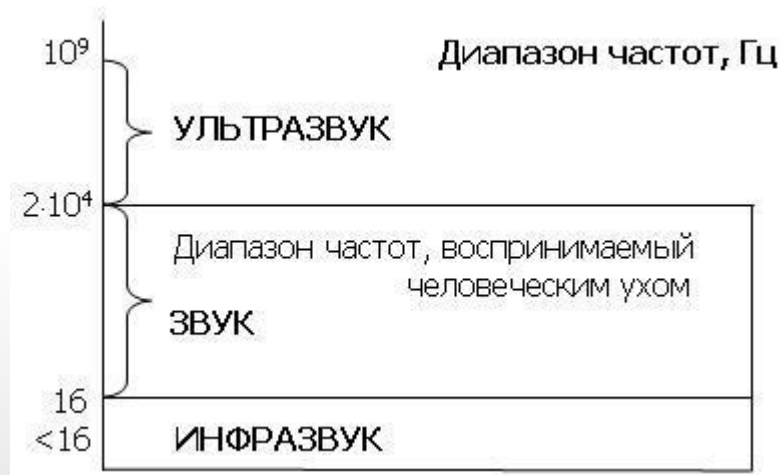 10⁹
Диапазон частот, Гц
УЛЬТРАЗВУК
2·10⁴
Диапазон частот, воспринимаемый
человеческим ухом
ЗВУК
16
<16
ИНФРАЗВУК